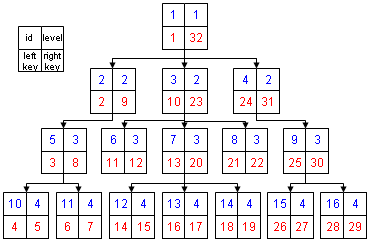 1 1
1 32
id level
left key right key
2 2 3 2 4 2
2 9 10 23 24 31
5 3 6 3 7 3 8 3 9 3
3 8 11 12 13 20 21 22 25 30
10 4 11 4 12 4 13 4 14 4 15 4 16 4
4 5 6 7 14 15 16 17 18 19 26 27 28 29